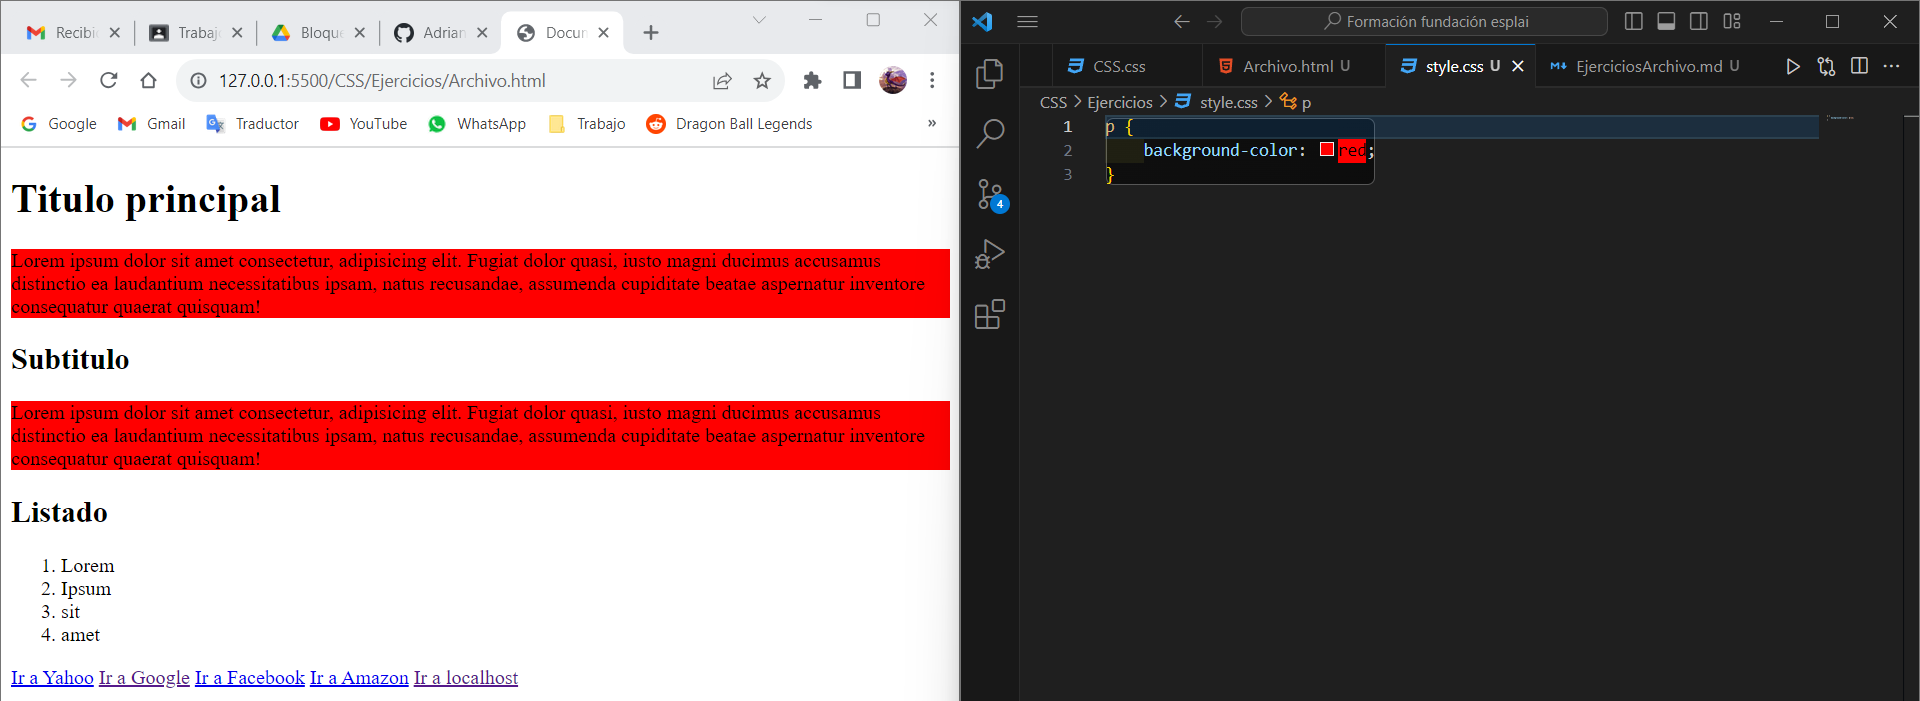 Recibi
Trabaj
Bloque
Adrian
Docun
127.0.0.1:5500/CSS/Ejercicios/Archivo.html
Google
Gmail
Traductor
YouTube
WhatsApp
Trabajo
Dragon Ball Legends
»
Titulo principal
Lorem ipsum dolor sit amet consectetur, adipisicing elit. Fugiat dolor quasi, iusto magni ducimus accusamus
distinctio ea laudantium necessitatibus ipsam, natus recusandae, assumenda cupiditate beatae aspernatur inventore
consequatur quaerat quisquam!
Subtitulo
Lorem ipsum dolor sit amet consectetur, adipisicing elit. Fugiat dolor quasi, iusto magni ducimus accusamus
distinctio ea laudantium necessitatibus ipsam, natus recusandae, assumenda cupiditate beatae aspernatur inventore
consequatur quaerat quisquam!
Listado
1. Lorem
2. Ipsum
3. sit
4. amet
Ir a Yahoo Ir a Google Ir a Facebook Ir a Amazon Ir a localhost
Formación fundación esplai
CSS.css
Archivo.html U
style.css U
EjerciciosArchivo.md U
CSS > Ejercicios > style.css > p
4
1 p {
2 background-color: red;
3 }